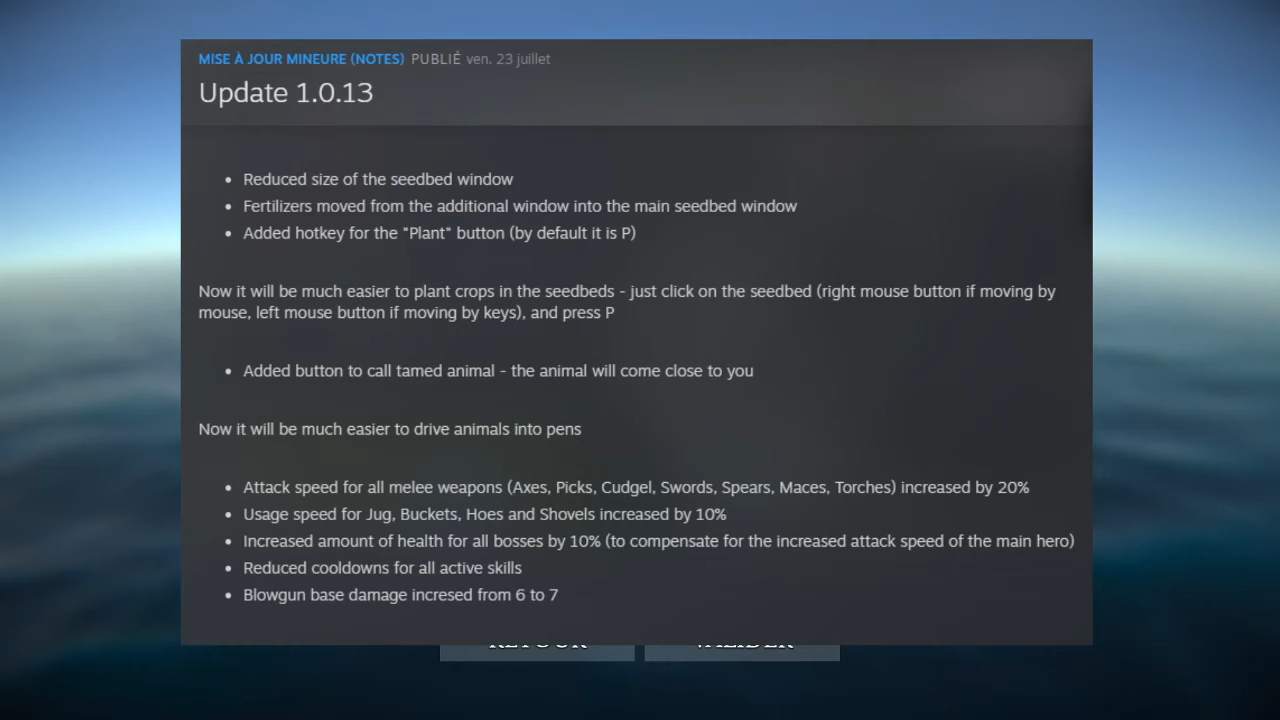 MISE À JOUR MINEURE (NOTES) PUBLIÉ ven. 23 juillet
Update 1.0.13
• Reduced size of the seedbed window
• Fertilizers moved from the additional window into the main seedbed window
• Added hotkey for the "Plant" button (by default it is P)
Now it will be much easier to plant crops in the seedbeds - just click on the seedbed (right mouse button if moving by
mouse, left mouse button if moving by keys), and press P
• Added button to call tamed animal - the animal will come close to you
Now it will be much easier to drive animals into pens
• Attack speed for all melee weapons (Axes, Picks, Cudgel, Swords, Spears, Maces, Torches) increased by 20%
• Usage speed for Jug, Buckets, Hoes and Shovels increased by 10%
• Increased amount of health for all bosses by 10% (to compensate for the increased attack speed of the main hero)
• Reduced cooldowns for all active skills
• Blowgun base damage incresed from 6 to 7
RETOUR VALIDER